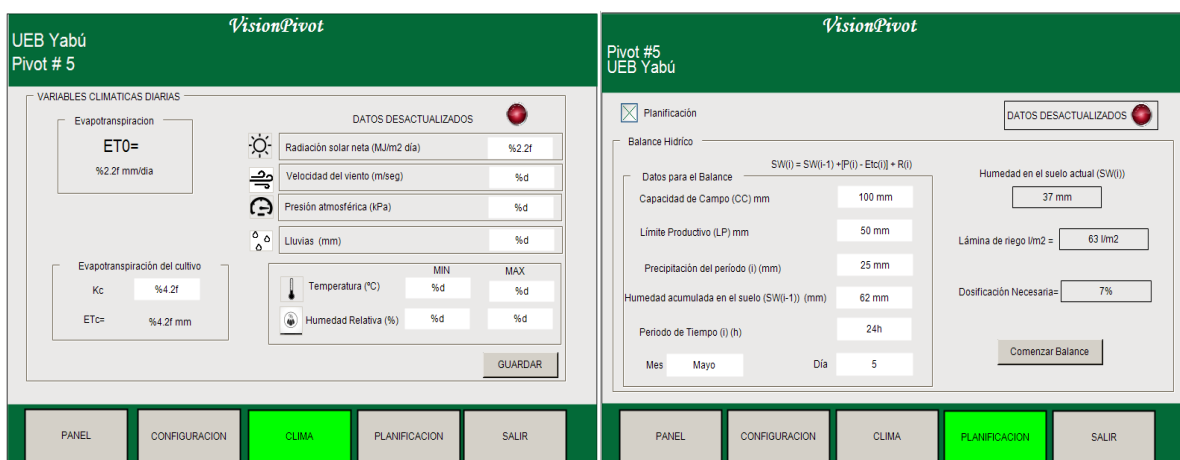 VisionPivot
UEB Yabú
Pivot # 5
VARIABLES CLIMATICAS DIARIAS
Evapotranspiracion
ET0=
%2.2f mm/dia
DATOS DESACTUALIZADOS
Radiación solar neta (MJ/m2 día) %2.2f
Velocidad del viento (m/seg) %d
Presión atmosférica (kPa) %d
Lluvias (mm) %d
Evapotranspiración del cultivo
Kc %4.2f
ETc= %4.2f mm
MIN MAX
Temperatura (ºC) %d %d
Humedad Relativa (%) %d %d
GUARDAR
PANEL CONFIGURACION CLIMA PLANIFICACION SALIR
VisionPivot
Pivot #5
UEB Yabú
Planificación
DATOS DESACTUALIZADOS
Balance Hidríco
SW(i) = SW(i-1) +[P(i) - Etc(i)] + R(i)
Datos para el Balance
Capacidad de Campo (CC) mm 100 mm
Límite Productivo (LP) mm 50 mm
Precipitación del período (i) (mm) 25 mm
Humedad acumulada en el suelo (SW(i-1)) (mm) 62 mm
Periodo de Tiempo (i) (h) 24h
Mes Mayo Día 5
Humedad en el suelo actual (SW(i))
37 mm
Lámina de riego l/m2 = 63 l/m2
Dosificación Necesaria= 7%
Comenzar Balance
PANEL CONFIGURACION CLIMA PLANIFICACION SALIR